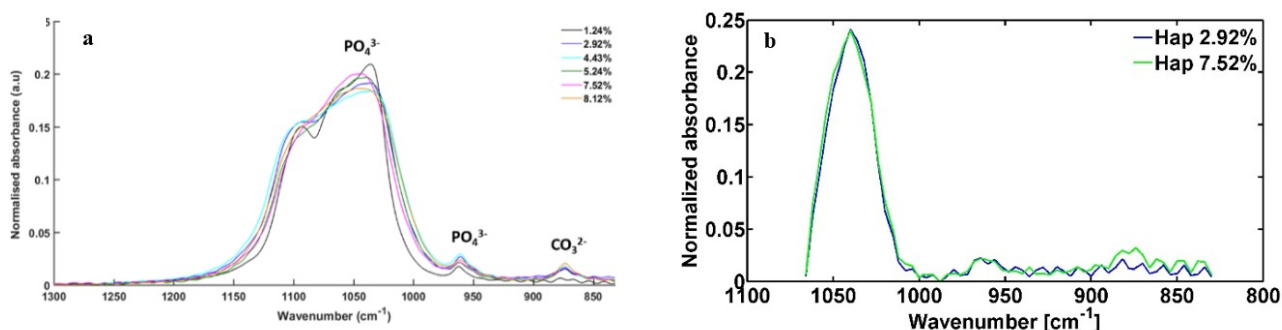 a
5
0.2
0.15
0.1
0.05
0
Normalised absorbance (a.u)
1300 1250 1200 1150 1100 1050 1000 950 900 850
Wavenumber (cm⁻¹)
PO₄³⁻
PO₄³⁻
CO₃²⁻
1.24%
2.92%
4.43%
5.24%
7.52%
8.12%
b
0.25
0.2
0.15
0.1
0.05
0
Normalized absorbance
1100 1050 1000 950 900 850 800
Wavenumber [cm⁻¹]
Hap 2.92%
Hap 7.52%